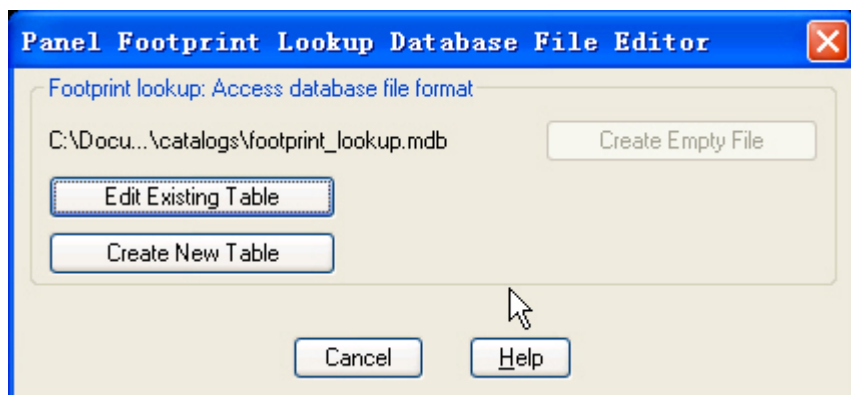 Panel Footprint Lookup Database File Editor
Footprint lookup: Access database file format
C:\Docu...\catalogs\footprint_lookup.mdb
Create Empty File
Edit Existing Table
Create New Table
Cancel
Help